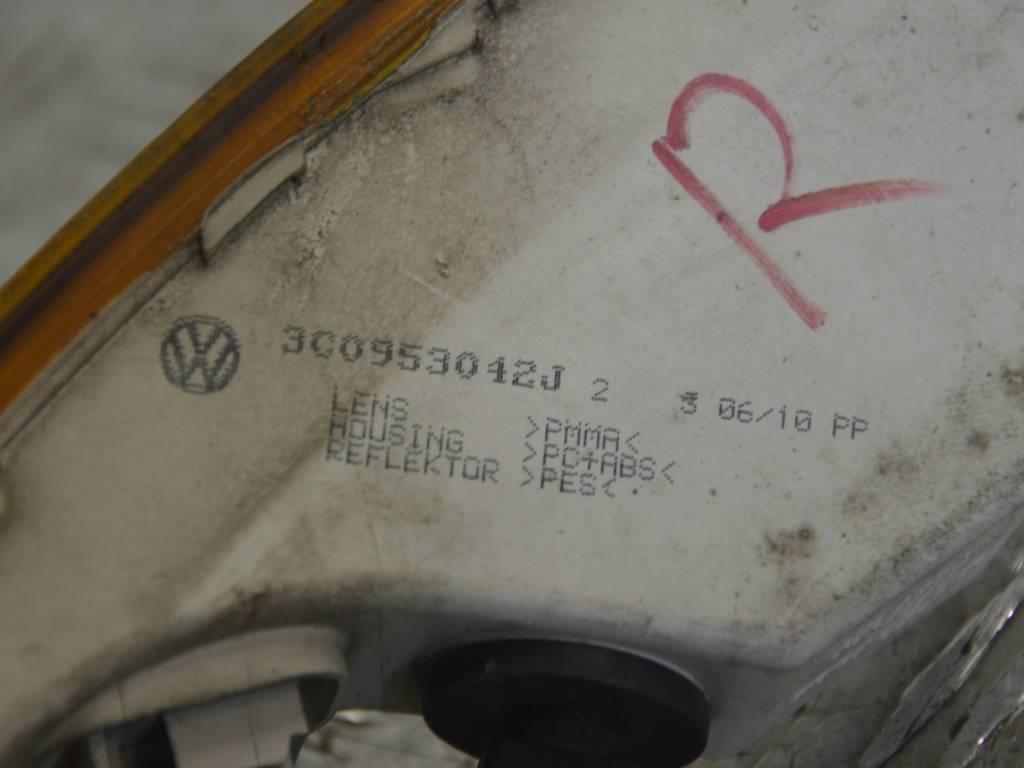 R
3C0953042J 2 3 06/10 PP
LENS >PMMA<
HOUSING >PC+ABS<
REFLEKTOR >PES<